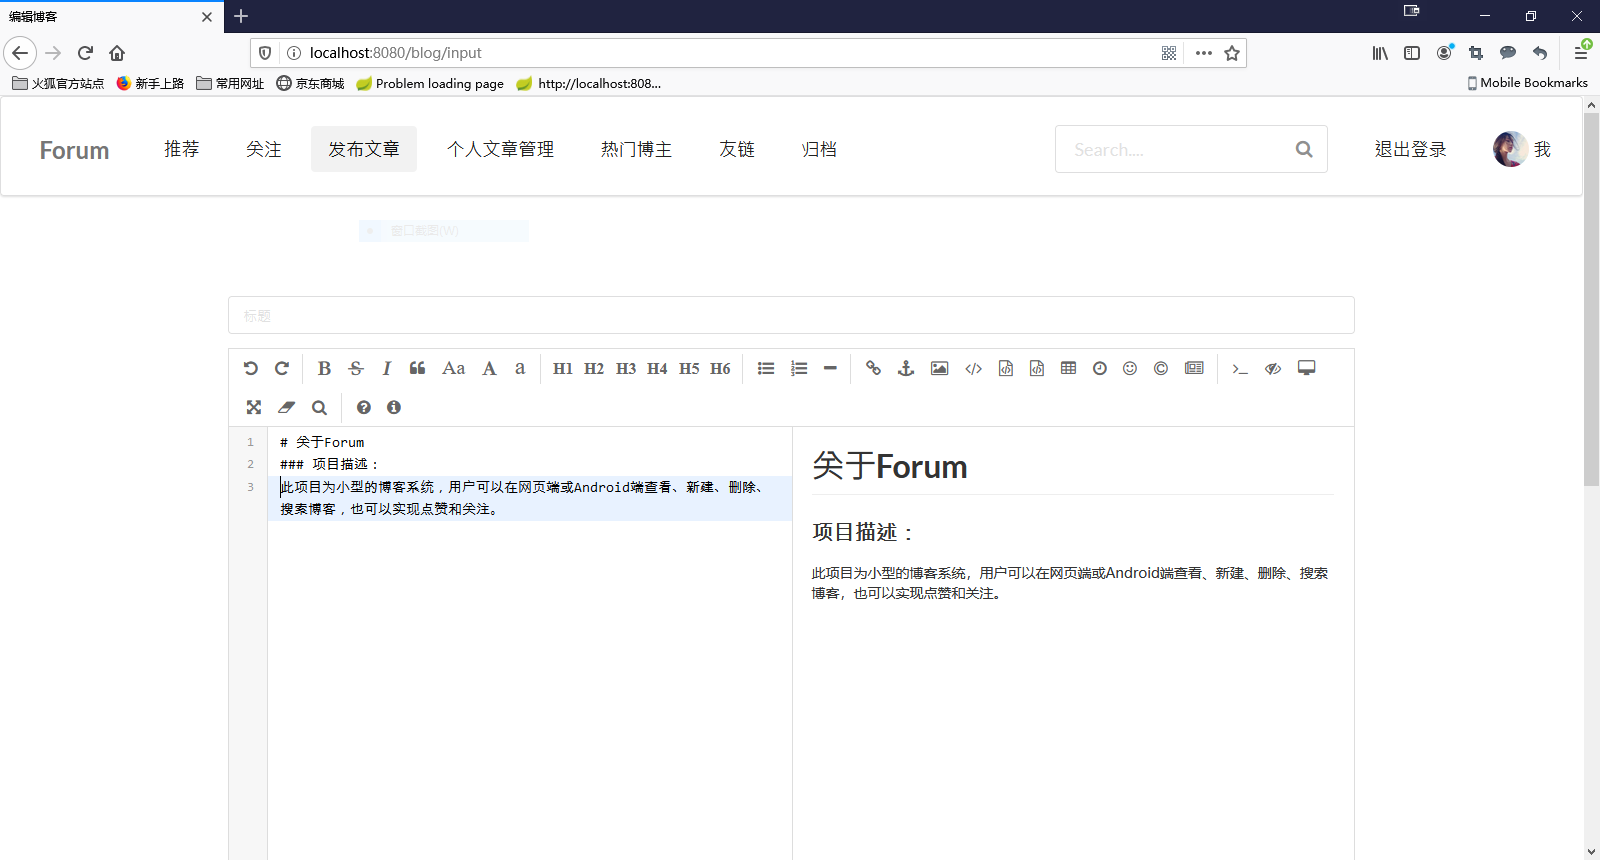 编辑博客
localhost:8080/blog/input
火狐官方站点 新手上路 常用网址 京东商城 Problem loading page http://localhost:808... Mobile Bookmarks
Forum 推荐 关注 发布文章 个人文章管理 热门博主 友链 归档 Search.... 退出登录 我
窗口截图(W)
标题
B S I Aa A a H1 H2 H3 H4 H5 H6
1 # 关于Forum
2 ### 项目描述：
3 此项目为小型的博客系统，用户可以在网页端或Android端查看、新建、删除、
搜索博客，也可以实现点赞和关注。
关于Forum
项目描述：
此项目为小型的博客系统，用户可以在网页端或Android端查看、新建、删除、搜索
博客，也可以实现点赞和关注。